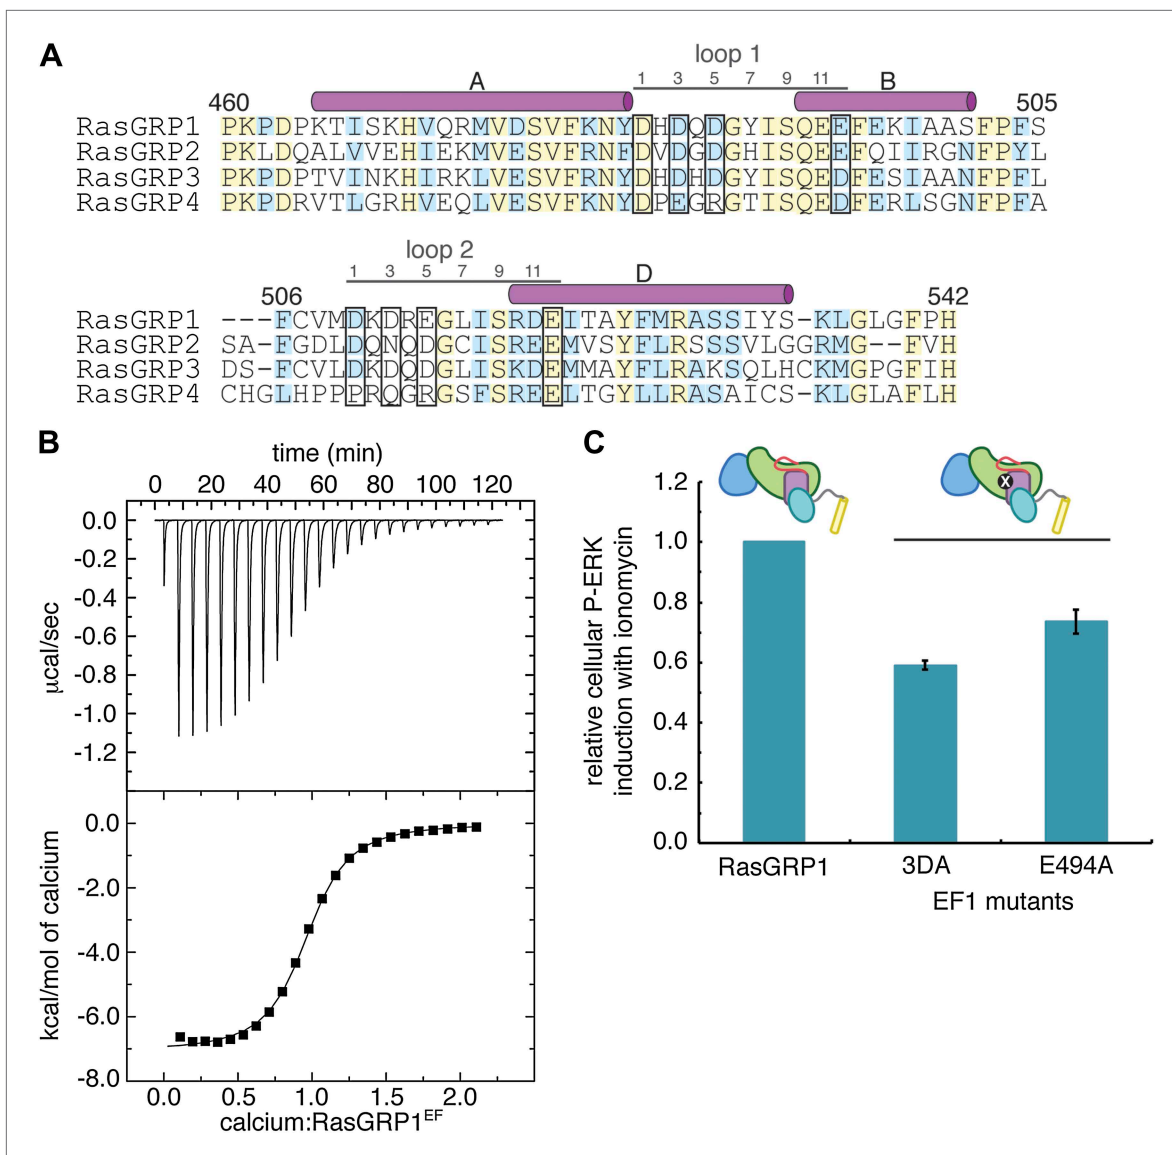 A
loop 1
A 1 3 5 7 9 11 B
460 505
RasGRP1 PKPDPKTISKHVQRMVDSVFKNYDHDQDGYISQEEFEKIAASFPFS
RasGRP2 PKLDQALVVEHIEKMVESVFRNFDVDGDGHISQEEFQIIRGNFPYL
RasGRP3 PKPDPTVINKHIRKLVESVFRNYDHDHDGYISQEDFESIAANFPFL
RasGRP4 PKPDRVTLGRHVEQLVESVFKNYDPEGRGTISQEDFERLSGNFPFA
loop 2
1 3 5 7 9 11 D
506 542
RasGRP1 ---FCVMDKDREGLISRDEITAYFMRASSIYS-KLGLGFPH
RasGRP2 SA-FGDLDQNQDGCISREEMVSYFLRSSSVLGGRMG--FVH
RasGRP3 DS-FCVLDKDQDGLISKDEMMAYFLRAKSQLHCKMGPGFIH
RasGRP4 CHGLHPPPRQGRGSFSREELTGYLLRASAICS-KLGLAFLH
B
time (min)
0 20 40 60 80 100 120
0.0
-0.2
-0.4
-0.6
-0.8
-1.0
-1.2
µcal/sec
0.0
-2.0
-4.0
-6.0
-8.0
kcal/mol of calcium
0.0 0.5 1.0 1.5 2.0
calcium:RasGRP1EF
C
X
1.2
1.0
0.8
0.6
0.4
0.2
0.0
relative cellular P-ERK
induction with ionomycin
RasGRP1 3DA E494A
EF1 mutants